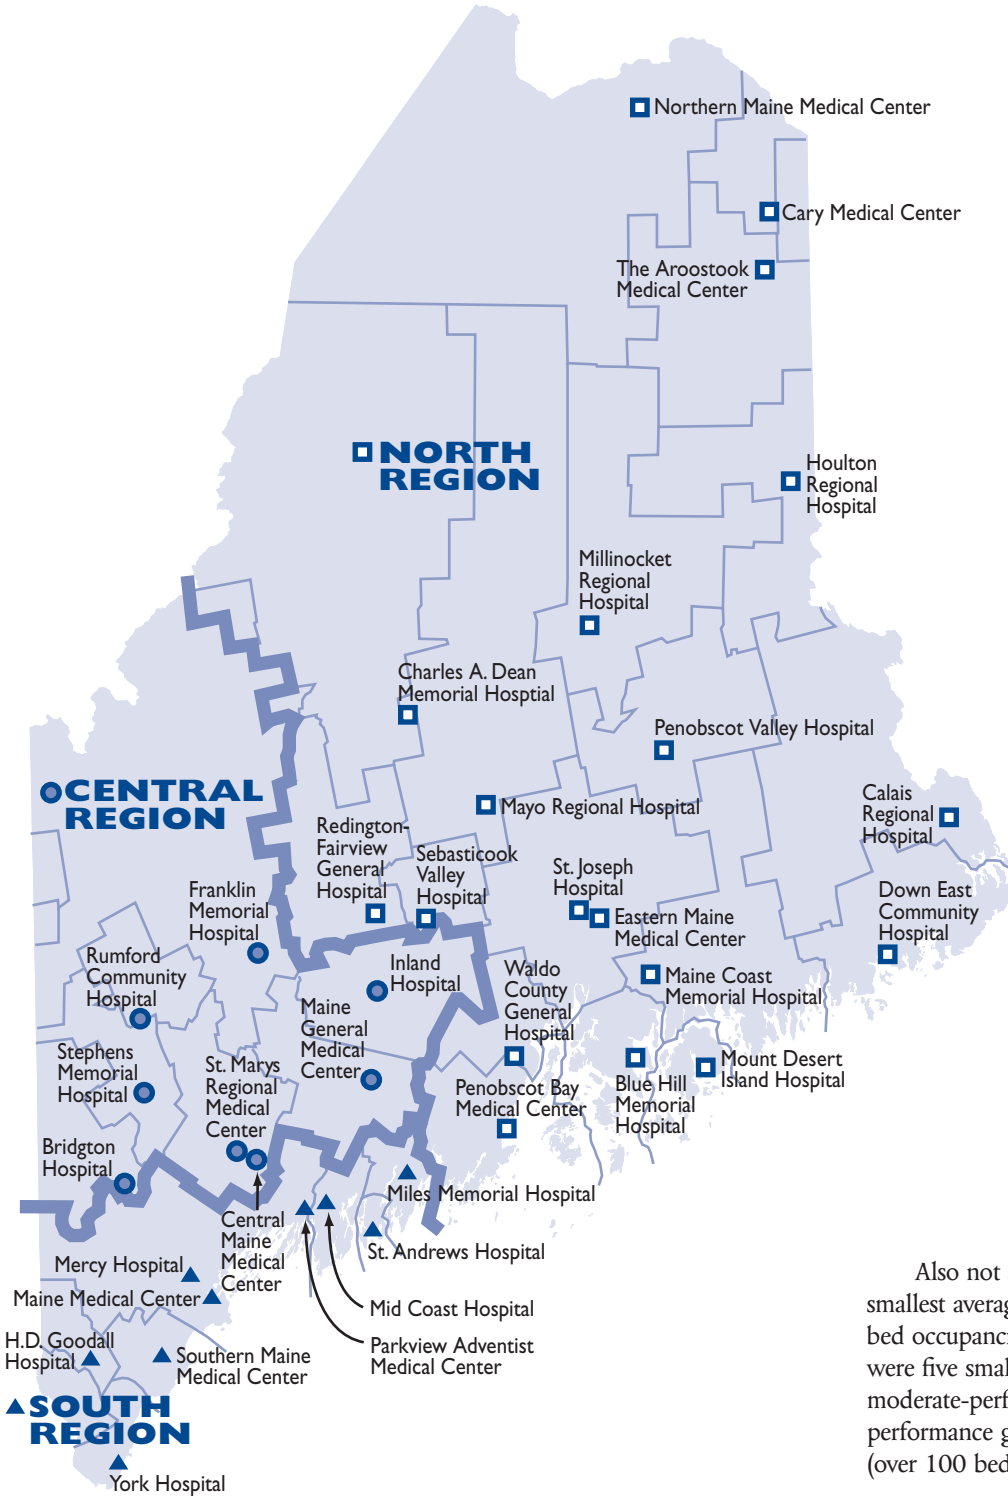 Northern Maine Medical Center
Cary Medical Center
The Aroostook
Medical Center
NORTH
REGION
Houlton
Regional
Hospital
Millinocket
Regional
Hospital
Charles A. Dean
Memorial Hosptial
Penobscot Valley Hospital
CENTRAL
REGION
Mayo Regional Hospital
Calais
Regional
Hospital
Redington-
Fairview
General
Hospital
Sebasticook
Valley
Hospital
St. Joseph
Hospital
Eastern Maine
Medical Center
Down East
Community
Hospital
Franklin
Memorial
Hospital
Rumford
Community
Hospital
Inland
Hospital
Waldo
County
General
Hospital
Maine Coast
Memorial Hospital
Maine
General
Medical
Center
Stephens
Memorial
Hospital
St. Marys
Regional
Medical
Center
Penobscot Bay
Medical Center
Blue Hill
Memorial
Hospital
Mount Desert
Island Hospital
Bridgton
Hospital
Miles Memorial Hospital
Central
Maine
Medical
Center
St. Andrews Hospital
Mercy Hospital
Maine Medical Center
Mid Coast Hospital
Parkview Adventist
Medical Center
H.D. Goodall
Hospital
Southern Maine
Medical Center
SOUTH
REGION
York Hospital
Also not
smallest averag
bed occupanci
were five smal
moderate-perf
performance g
(over 100 bed